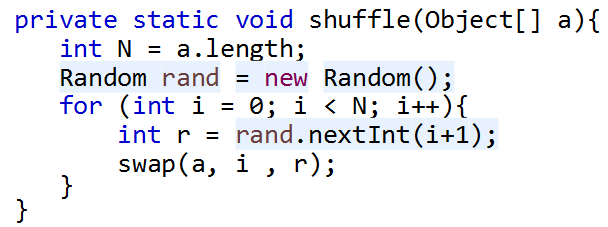 private static void shuffle(Object[] a){
int N = a.length;
Random rand = new Random();
for (int i = 0; i < N; i++){
int r = rand.nextInt(i+1);
swap(a, i , r);
}
}